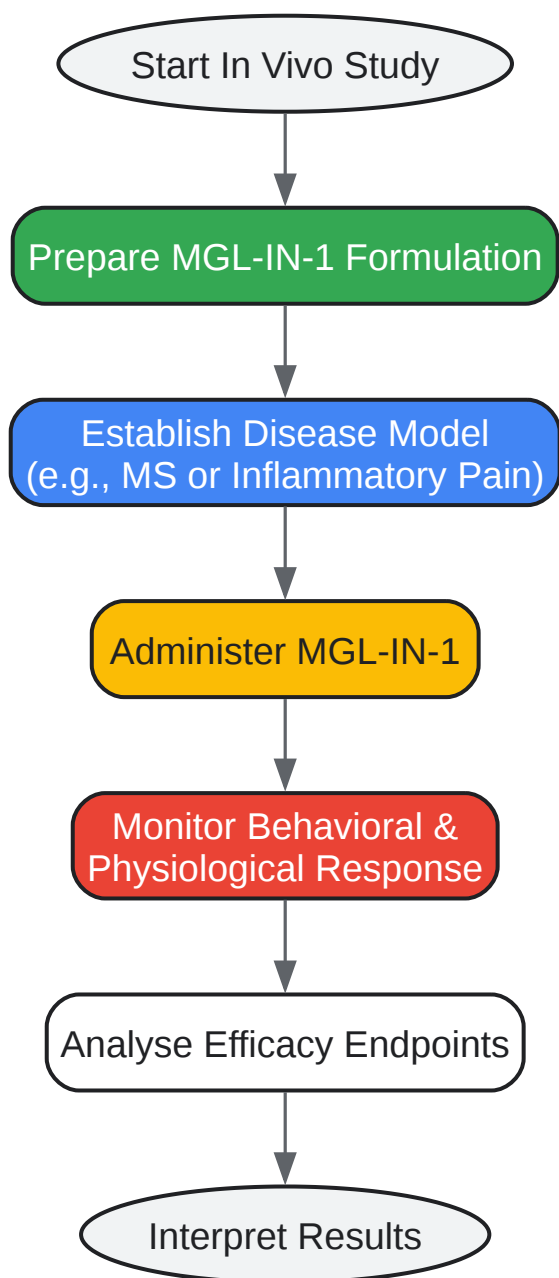 Start In Vivo Study
Prepare MGL-IN-1 Formulation
Establish Disease Model
(e.g., MS or Inflammatory Pain)
Administer MGL-IN-1
Monitor Behavioral &
Physiological Response
Analyse Efficacy Endpoints
Interpret Results